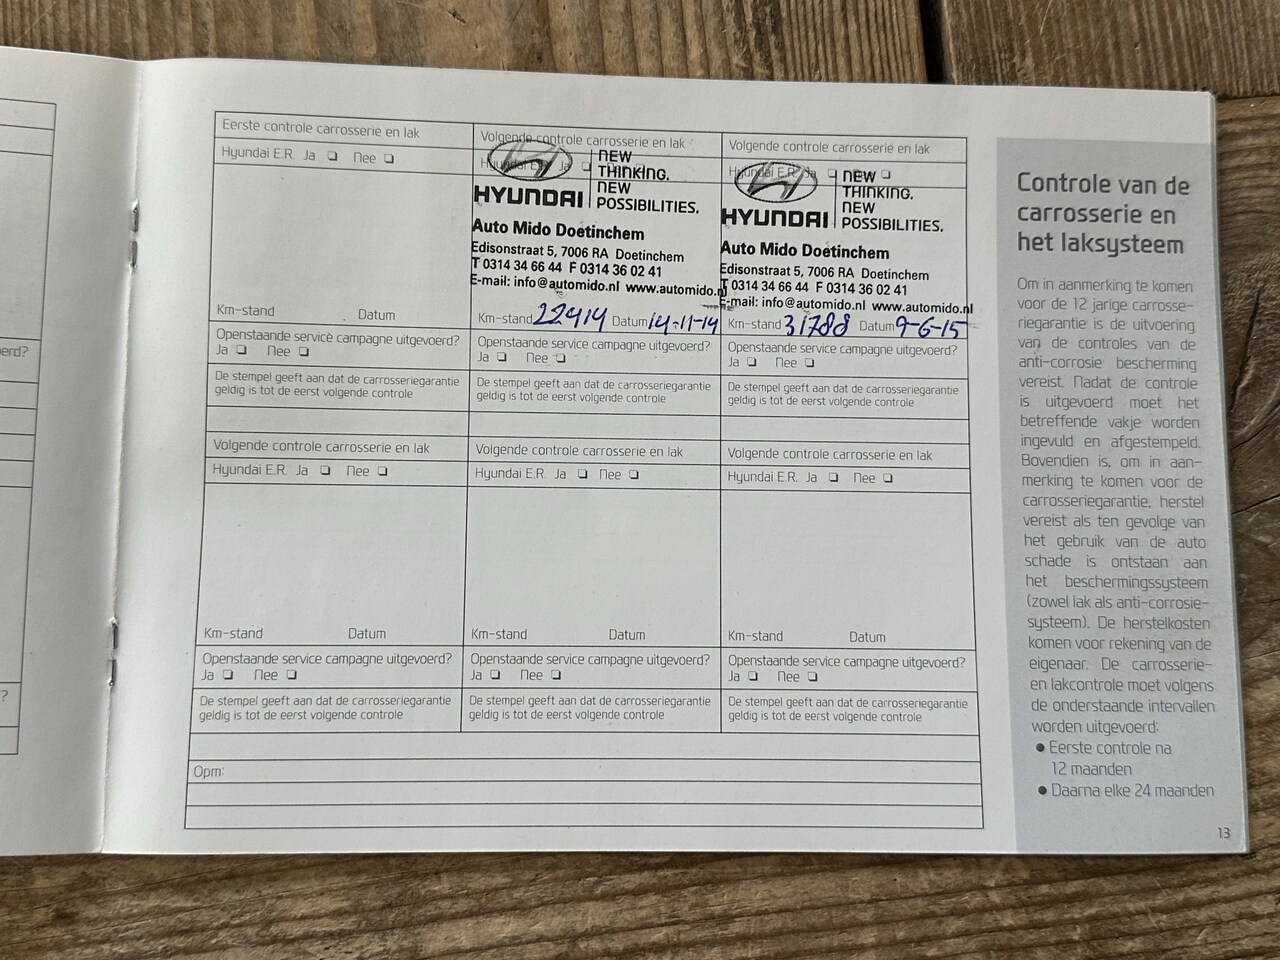 Eerste controle carrosserie en lak
Hyundai E.R. Ja ❏ Nee ❏
Km-stand Datum
Openstaande service campagne uitgevoerd?
Ja ❏ Nee ❏
De stempel geeft aan dat de carrosseriegarantie
geldig is tot de eerst volgende controle
Volgende controle carrosserie en lak
Hyundai E.R. Ja ❏
HYUNDAI
NEW
THINKING.
NEW
POSSIBILITIES.
Auto Mido Doetinchem
Edisonstraat 5, 7006 RA Doetinchem
T 0314 34 66 44 F 0314 36 02 41
E-mail: info@automido.nl www.automido.nl
Km-stand 22414 Datum 14-11-14
Openstaande service campagne uitgevoerd?
Ja ❏ Nee ❏
De stempel geeft aan dat de carrosseriegarantie
geldig is tot de eerst volgende controle
Volgende controle carrosserie en lak
Hyundai E.R. Ja ❏ ❏
HYUNDAI
NEW
THINKING.
NEW
POSSIBILITIES.
Auto Mido Doetinchem
Edisonstraat 5, 7006 RA Doetinchem
T 0314 34 66 44 F 0314 36 02 41
E-mail: info@automido.nl www.automido.nl
Km-stand 31788 Datum 9-6-15
Openstaande service campagne uitgevoerd?
Ja ❏ Nee ❏
De stempel geeft aan dat de carrosseriegarantie
geldig is tot de eerst volgende controle
Volgende controle carrosserie en lak
Hyundai E.R. Ja ❏ Nee ❏
Km-stand Datum
Openstaande service campagne uitgevoerd?
Ja ❏ Nee ❏
De stempel geeft aan dat de carrosseriegarantie
geldig is tot de eerst volgende controle
Volgende controle carrosserie en lak
Hyundai E.R. Ja ❏ Nee ❏
Km-stand Datum
Openstaande service campagne uitgevoerd?
Ja ❏ Nee ❏
De stempel geeft aan dat de carrosseriegarantie
geldig is tot de eerst volgende controle
Volgende controle carrosserie en lak
Hyundai E.R. Ja ❏ Nee ❏
Km-stand Datum
Openstaande service campagne uitgevoerd?
Ja ❏ Nee ❏
De stempel geeft aan dat de carrosseriegarantie
geldig is tot de eerst volgende controle
Opm:
Controle van de
carrosserie en
het laksysteem
Om in aanmerking te komen
voor de 12 jarige carrosse-
riegarantie is de uitvoering
van de controles van de
anti-corrosie bescherming
vereist. Nadat de controle
is uitgevoerd moet het
betreffende vakje worden
ingevuld en afgestempeld.
Bovendien is, om in aan-
merking te komen voor de
carrosseriegarantie, herstel
vereist als ten gevolge van
het gebruik van de auto
schade is ontstaan aan
het beschermingssysteem
(zowel lak als anti-corrosie-
systeem). De herstelkosten
komen voor rekening van de
eigenaar. De carrosserie-
en lakcontrole moet volgens
de onderstaande intervallen
worden uitgevoerd:
● Eerste controle na
12 maanden
● Daarna elke 24 maanden
13